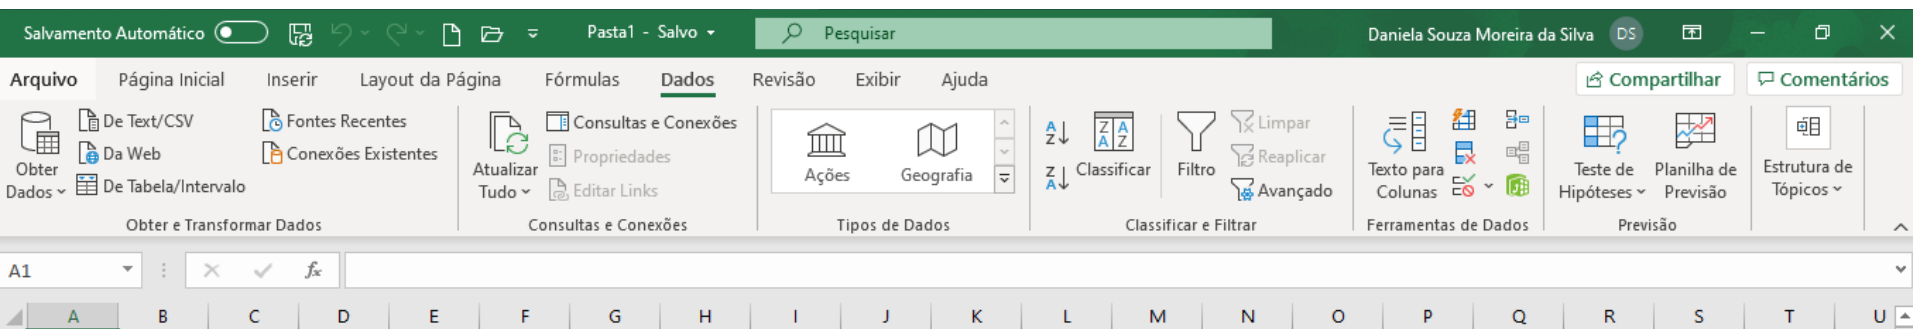 Salvamento Automático
Pasta1 - Salvo
Pesquisar
Daniela Souza Moreira da Silva DS
Arquivo Página Inicial Inserir Layout da Página Fórmulas Dados Revisão Exibir Ajuda Compartilhar Comentários
Obter Dados
De Text/CSV
Da Web
De Tabela/Intervalo
Fontes Recentes
Conexões Existentes
Obter e Transformar Dados
Atualizar Tudo
Consultas e Conexões
Propriedades
Editar Links
Consultas e Conexões
Ações
Geografia
Tipos de Dados
Classificar
Filtro
Limpar
Reaplicar
Avançado
Classificar e Filtrar
Texto para Colunas
Ferramentas de Dados
Teste de Hipóteses
Planilha de Previsão
Previsão
Estrutura de Tópicos
A1
fx
A B C D E F G H I J K L M N O P Q R S T U